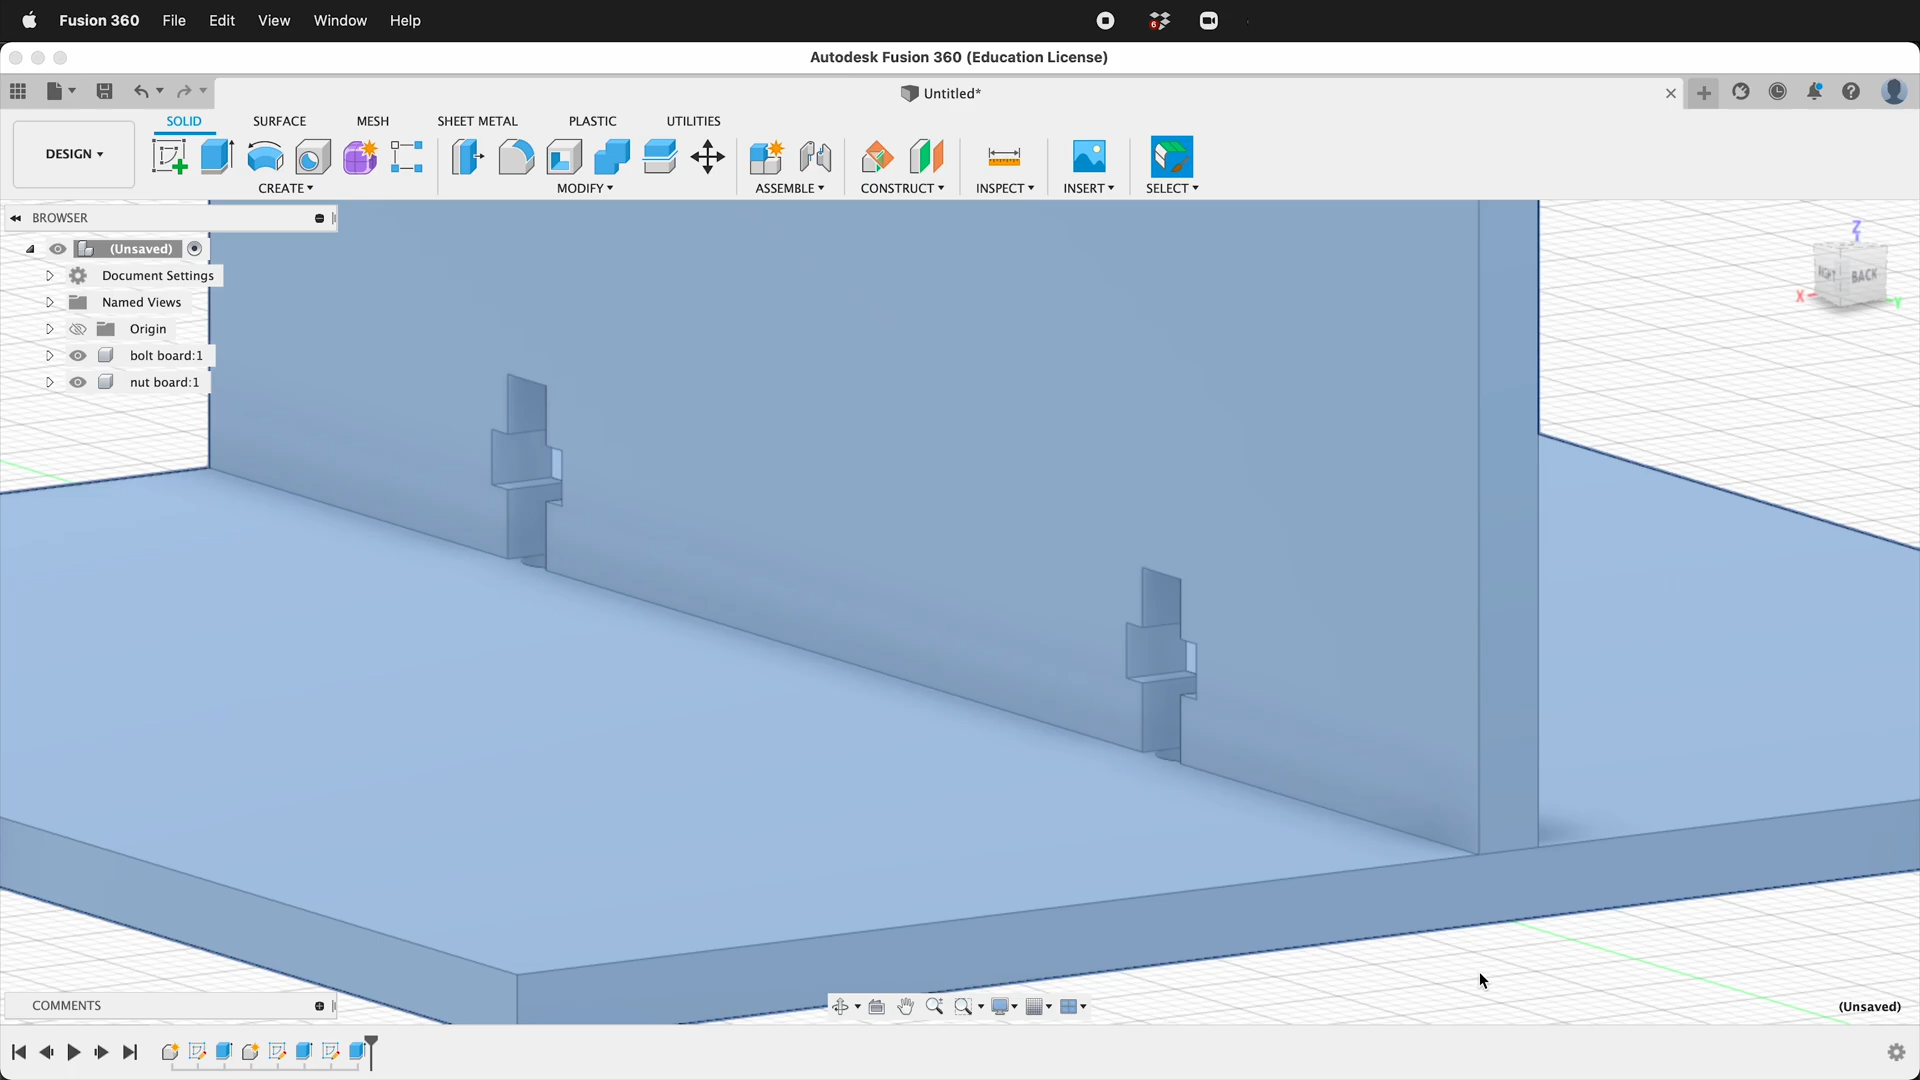 Fusion 360 File Edit View Window Help
6
Autodesk Fusion 360 (Education License)
Untitled*
SOLID SURFACE MESH SHEET METAL PLASTIC UTILITIES
DESIGN
CREATE MODIFY ASSEMBLE CONSTRUCT INSPECT INSERT SELECT
BROWSER
(Unsaved)
Document Settings
Named Views
Origin
bolt board:1
nut board:1
Z
RIGHT BACK
X Y
COMMENTS
(Unsaved)